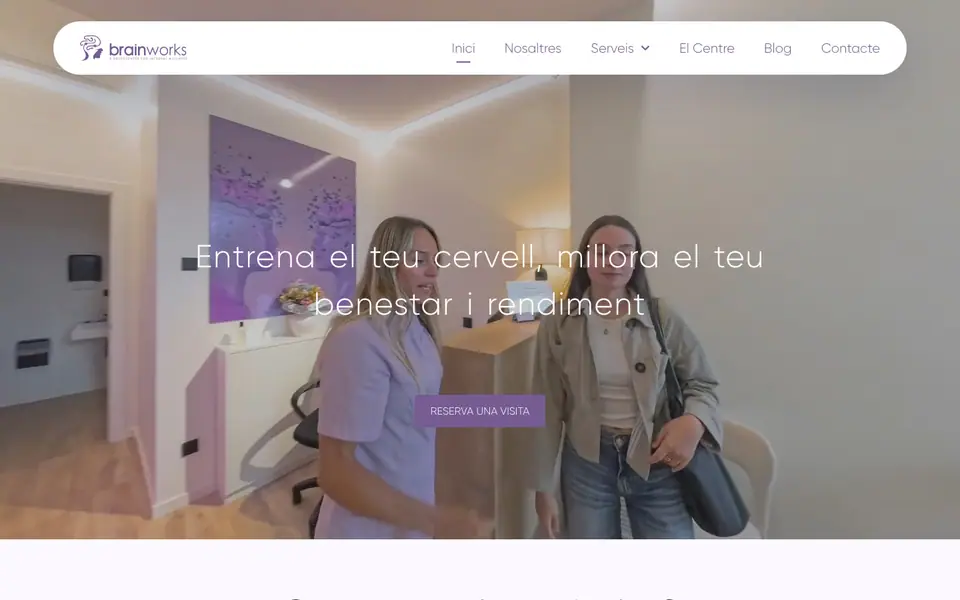 brainworks
Inici
Nosaltres
Serveis
El Centre
Blog
Contacte
Entrena el teu cervell, millora el teu
benestar i rendiment
RESERVA UNA VISITA